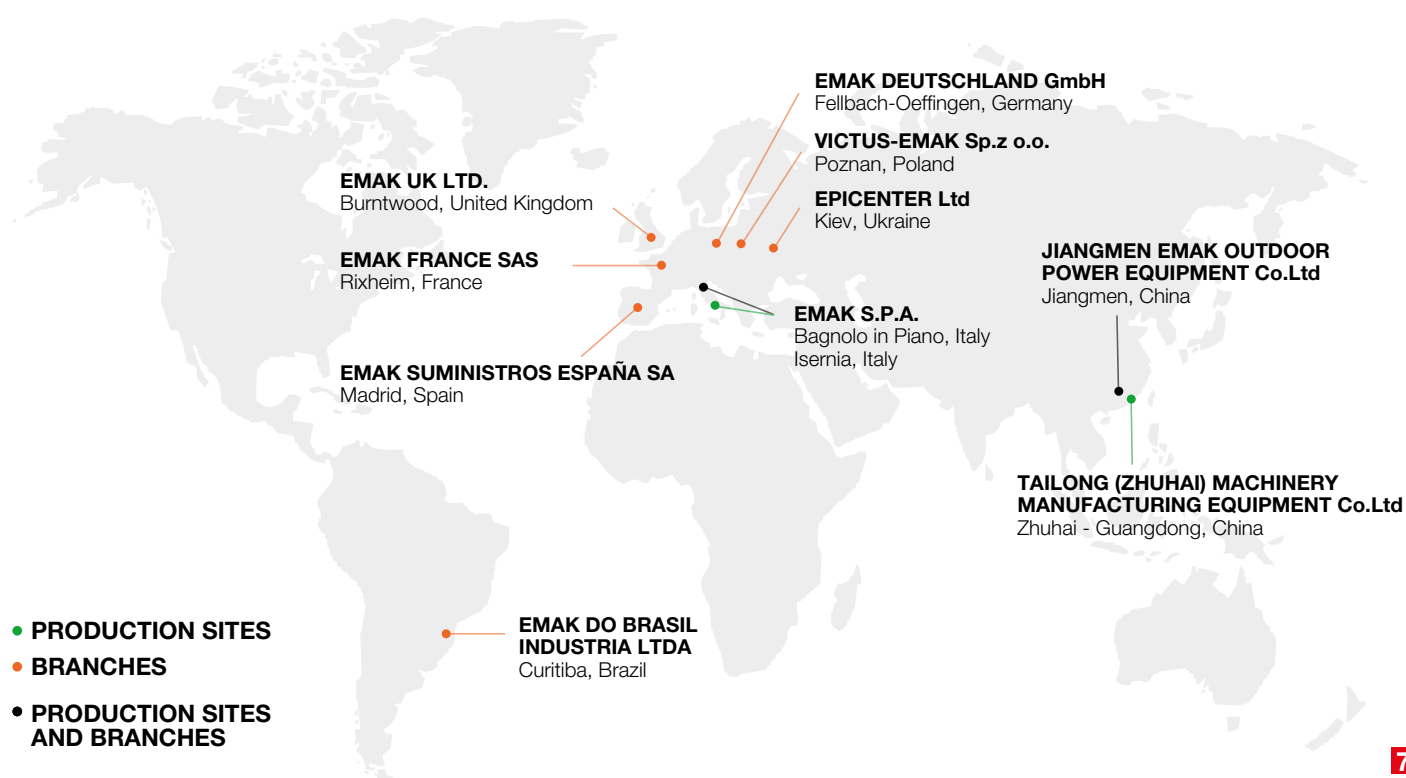 EMAK DEUTSCHLAND GmbH
Fellbach-Oeffingen, Germany
VICTUS-EMAK Sp.z o.o.
Poznan, Poland
EPICENTER Ltd
Kiev, Ukraine
EMAK UK LTD.
Burntwood, United Kingdom
EMAK FRANCE SAS
Rixheim, France
EMAK SUMINISTROS ESPAÑA SA
Madrid, Spain
EMAK S.P.A.
Bagnolo in Piano, Italy
Isernia, Italy
JIANGMEN EMAK OUTDOOR
POWER EQUIPMENT Co.Ltd
Jiangmen, China
TAILONG (ZHUHAI) MACHINERY
MANUFACTURING EQUIPMENT Co.Ltd
Zhuhai - Guangdong, China
EMAK DO BRASIL
INDUSTRIA LTDA
Curitiba, Brazil
PRODUCTION SITES
BRANCHES
PRODUCTION SITES
AND BRANCHES
7